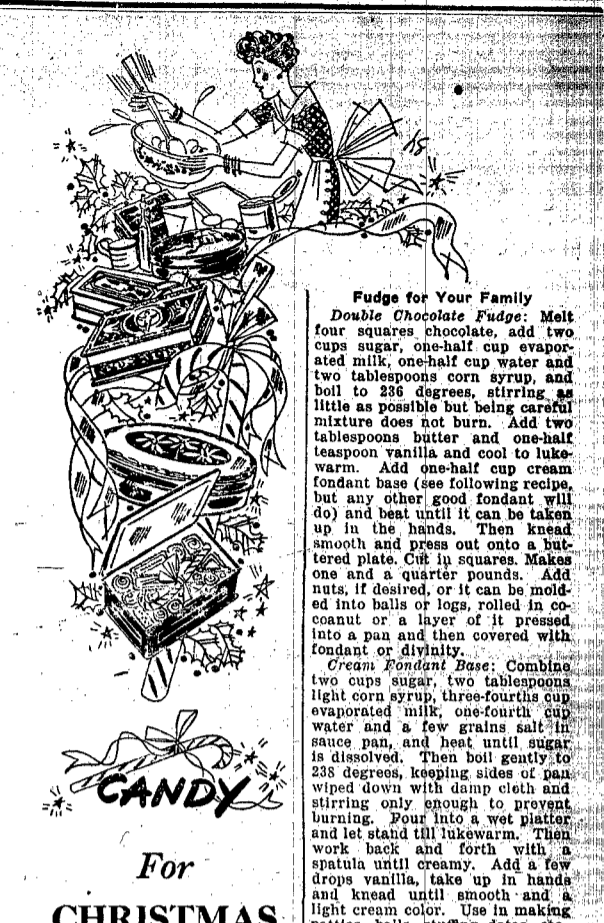 CANDY
For
CHRISTMAS
Fudge for Your Family
Double Chocolate Fudge: Melt
four squares chocolate, add two
cups sugar, one-half cup evapor-
ated milk, one-half cup water and
two tablespoons corn syrup, and
boil to 236 degrees, stirring as
little as possible but being careful
mixture does not burn. Add two
tablespoons butter and one-half
teaspoon vanilla and cool to luke-
warm. Add one-half cup cream
fondant base (see following recipe,
but any other good fondant will
do) and beat until it can be taken
up in the hands. Then knead
smooth and press out onto a but-
tered plate. Cut in squares. Makes
one and a quarter pounds. Add
nuts, if desired, or it can be mold-
ed into balls or logs, rolled in co-
coanut or a layer of it pressed
into a pan and then covered with
fondant or divinity.
Cream Fondant Base: Combine
two cups sugar, two tablespoons
light corn syrup, three-fourths cup
evaporated milk, one-fourth cup
water and a few grains salt in
sauce pan, and heat until sugar
is dissolved. Then boil gently to
238 degrees, keeping sides of pan
wiped down with damp cloth and
stirring only enough to prevent
burning. Pour into a wet platter
and let stand till lukewarm. Then
work back and forth with a
spatula until creamy. Add a few
drops vanilla, take up in hands
and knead until smooth and a
light cream color. Use in making